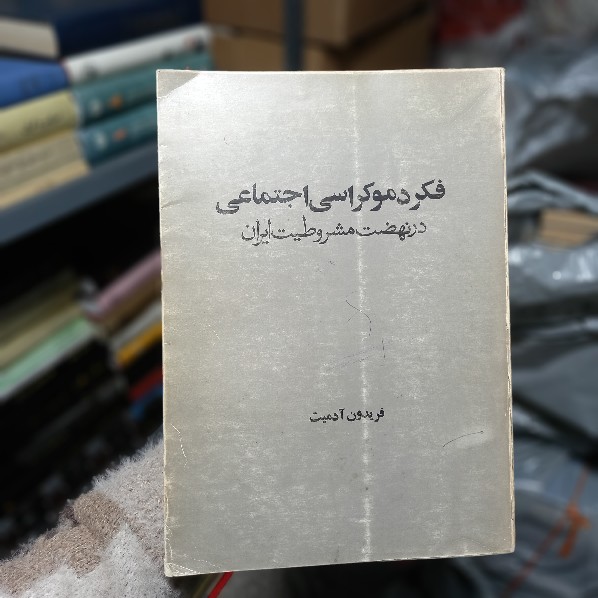 فکر دموکراسی اجتماعی
در نهضت مشروطیت ایران
فریدون آدمیت